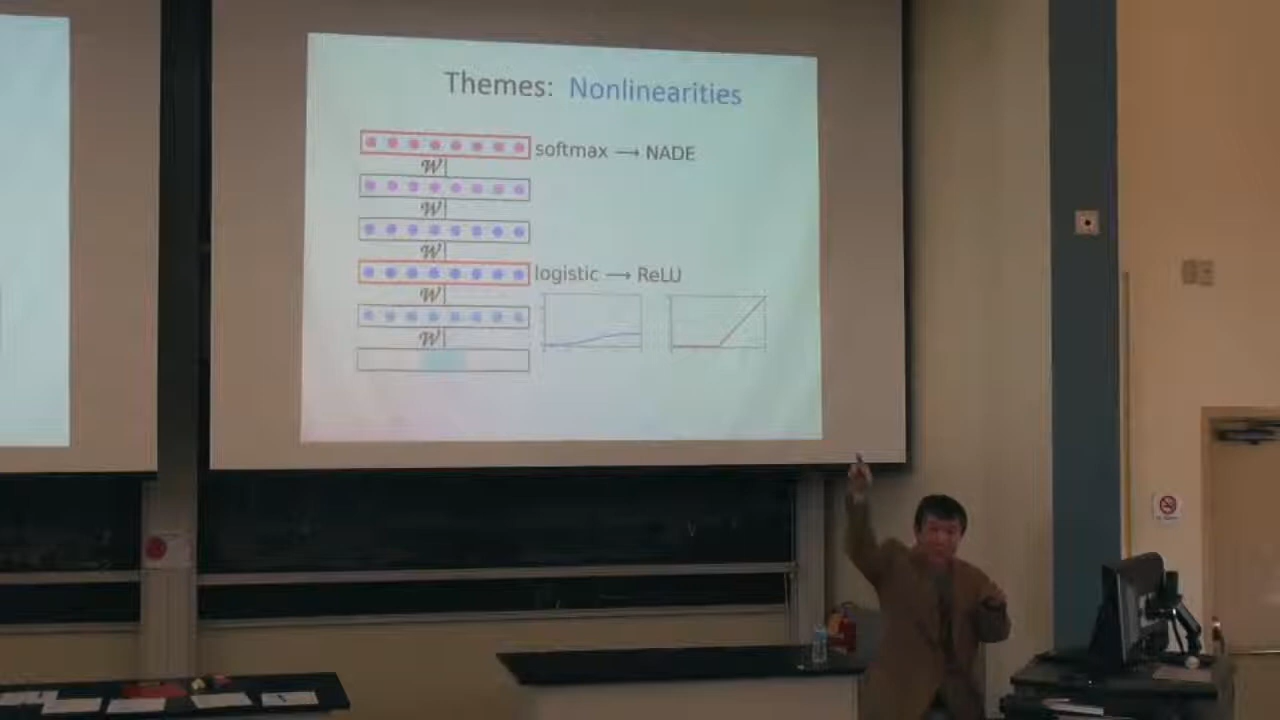 Themes: Nonlinearities
softmax → NADE
W
W
W
logistic → ReLU
W
W